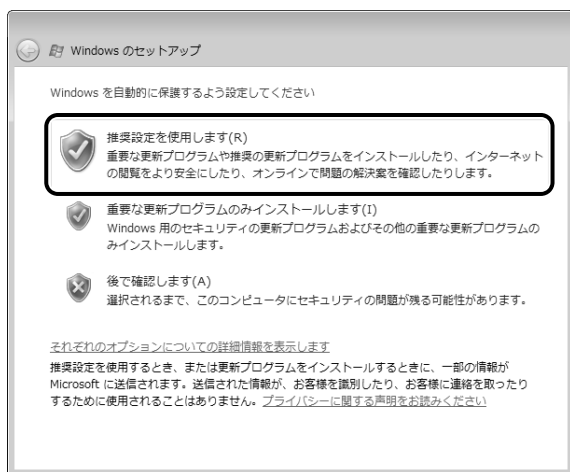 Windows のセットアップ
Windows を自動的に保護するよう設定してください
推奨設定を使用します(R)
重要な更新プログラムや推奨の更新プログラムをインストールしたり、インターネット
の閲覧をより安全にしたり、オンラインで問題の解決案を確認したりします。
重要な更新プログラムのみインストールします(I)
Windows 用のセキュリティの更新プログラムおよびその他の重要な更新プログラムの
みインストールします。
後で確認します(A)
選択されるまで、このコンピュータにセキュリティの問題が残る可能性があります。
それぞれのオプションについての詳細情報を表示します
推奨設定を使用するとき、または更新プログラムをインストールするときに、一部の情報が
Microsoft に送信されます。送信された情報が、お客様を識別したり、お客様に連絡を取ったり
するために使用されることはありません。プライバシーに関する声明をお読みください